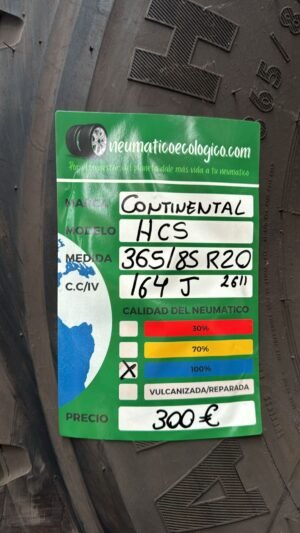 neumaticoecologico.com
MARCA CONTINENTAL
MODELO HCS
MEDIDA 365/85 R20
C.C/IV 164 J 2611
CALIDAD DEL NEUMATICO
30%
70%
X 100%
VULCANIZADA/REPARADA
PRECIO 300 €